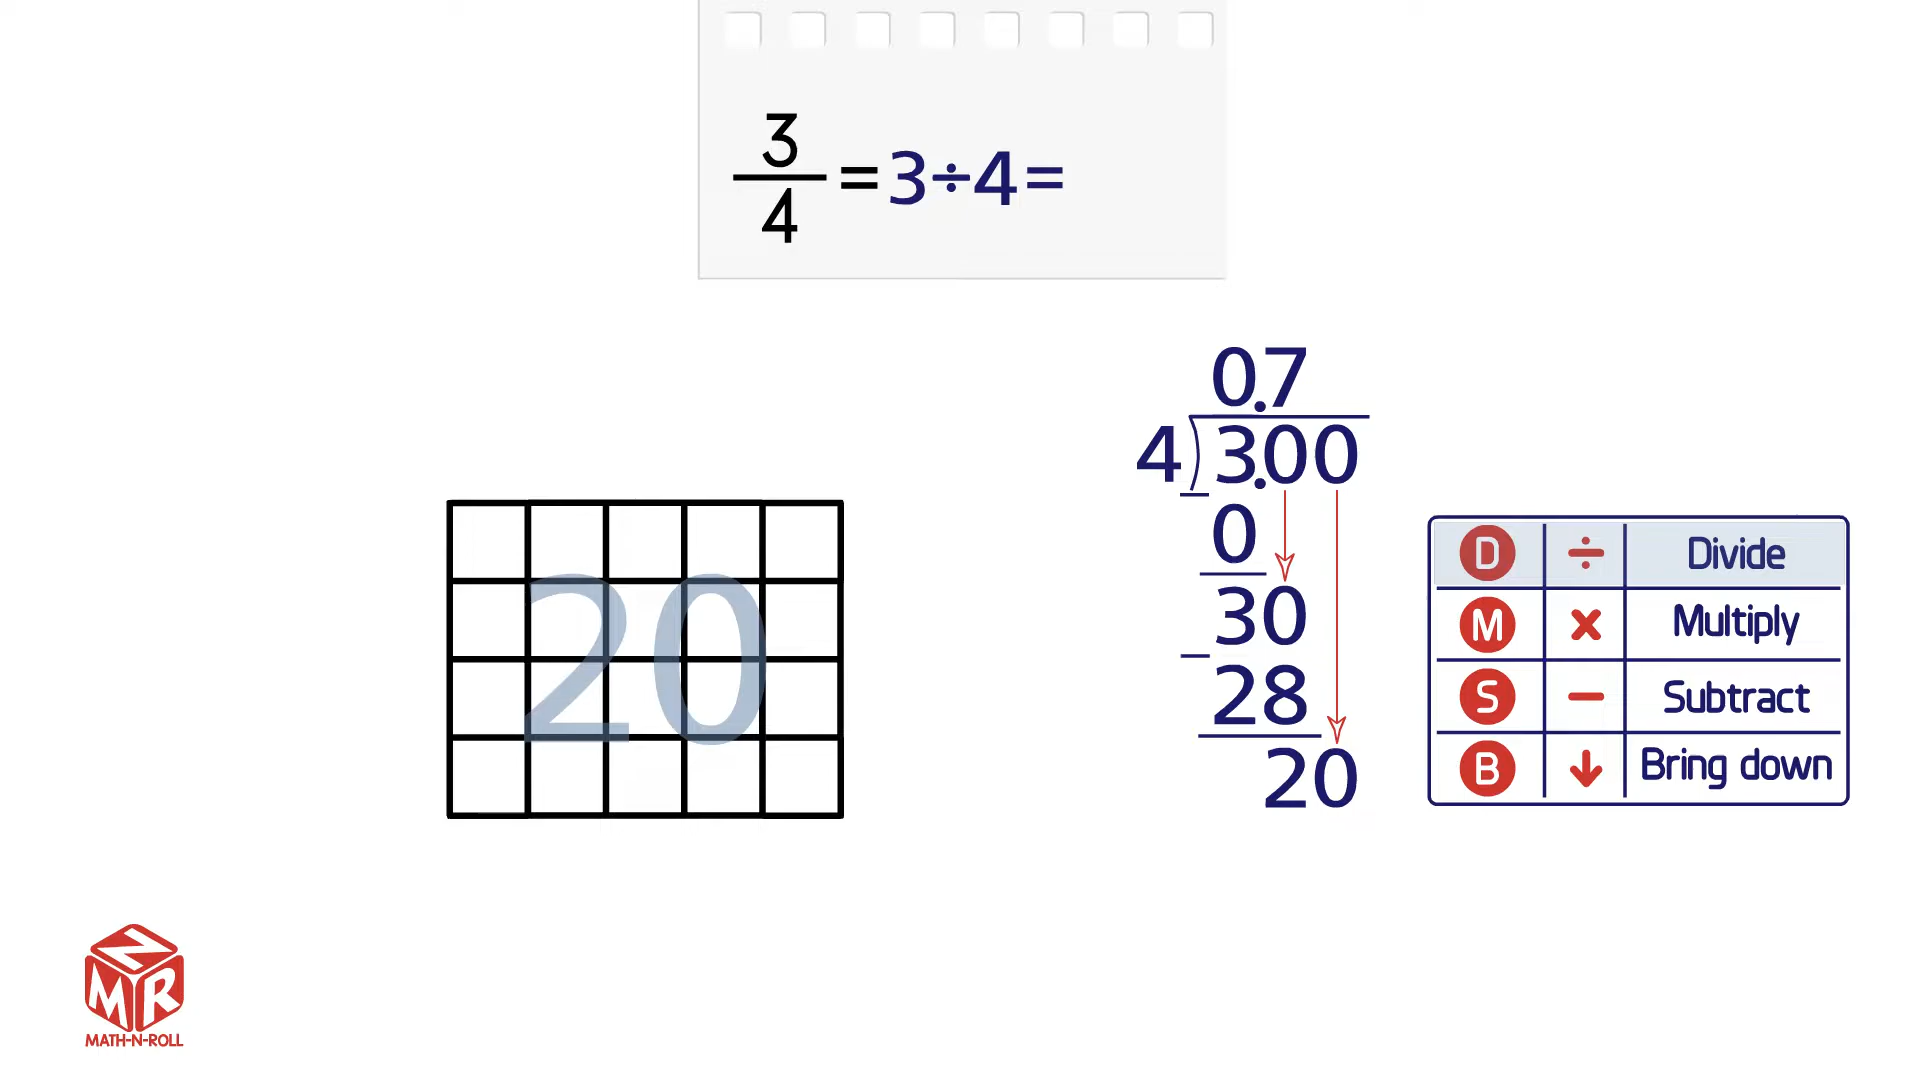 3
4
=3÷4=
0.7
4)3.00
− 0
30
− 28
20
20
D ÷ Divide
M × Multiply
S − Subtract
B ↓ Bring down
N
M R
MATH-N-ROLL